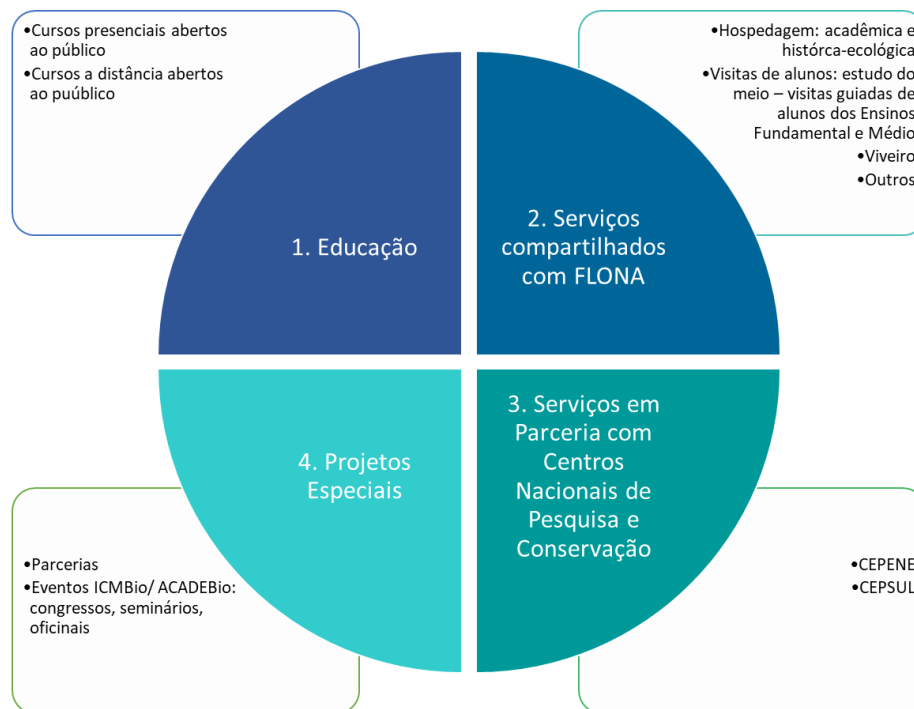 •Cursos presenciais abertos
ao público
•Cursos a distância abertos
ao puúblico
•Hospedagem: acadêmica e
histórca-ecológica
•Visitas de alunos: estudo do
meio – visitas guiadas de
alunos dos Ensinos
Fundamental e Médio
•Viveiro
•Outros
1. Educação
2. Serviços
compartilhados
com FLONA
4. Projetos
Especiais
3. Serviços em
Parceria com
Centros
Nacionais de
Pesquisa e
Conservação
•Parcerias
•Eventos ICMBio/ ACADEBio:
congressos, seminários,
oficinais
•CEPENE
•CEPSUL